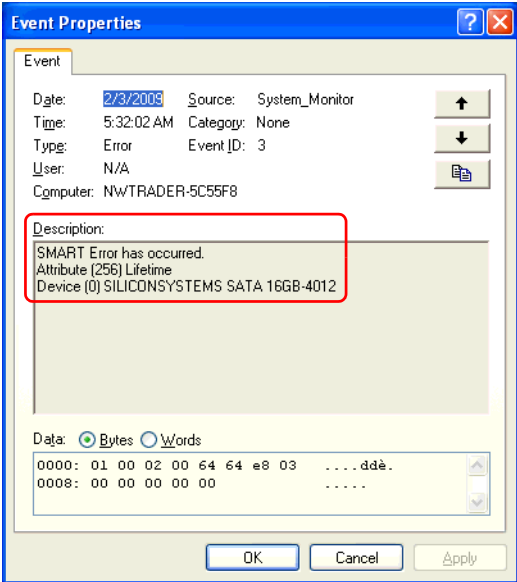 Event Properties
Event
Date: 2/3/2009 Source: System_Monitor
Time: 5:32:02 AM Category: None
Type: Error Event ID: 3
User: N/A
Computer: NWTRADER-5C55F8
Description:
SMART Error has occurred.
Attribute (256) Lifetime
Device (0) SILICONSYSTEMS SATA 16GB-4012
Data: Bytes Words
0000: 01 00 02 00 64 64 e8 03 ....ddè.
0008: 00 00 00 00 00 .....
OK Cancel Apply